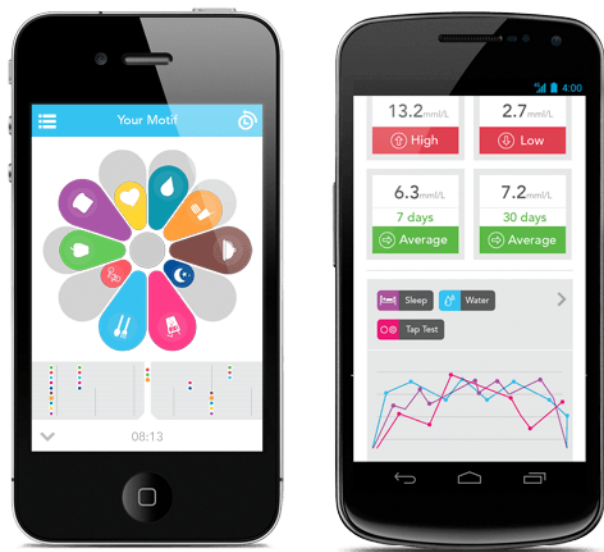 Your Motif
08:13
4G 4:00
13.2mml/L
High
2.7mml/L
Low
6.3mml/L
7 days
Average
7.2mml/L
30 days
Average
Sleep
Water
Tap Test